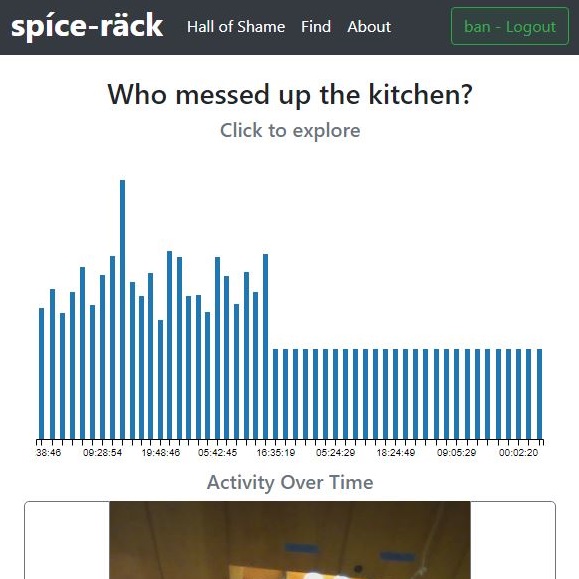 spíce-räck Hall of Shame Find About ban - Logout
Who messed up the kitchen?
Click to explore
38:46 09:28:54 19:48:46 05:42:45 16:35:19 05:24:29 18:24:49 09:05:29 00:02:20
Activity Over Time